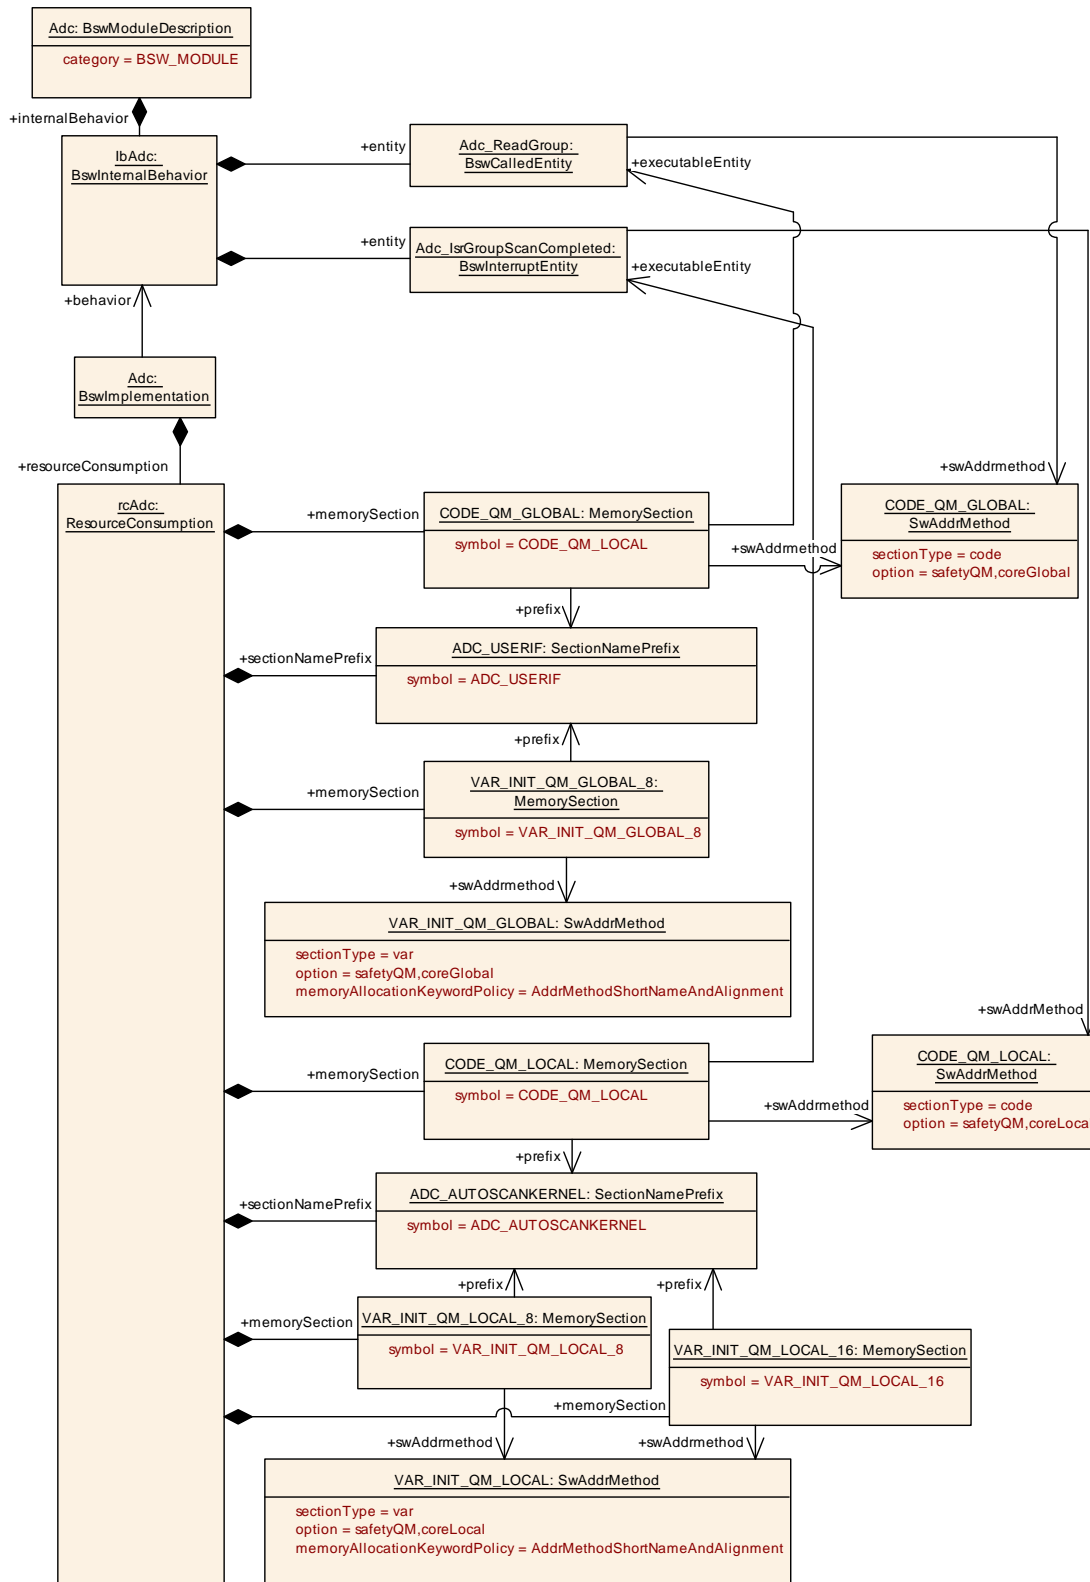 Adc: BswModuleDescription
category = BSW_MODULE
+internalBehavior
IbAdc:
BswInternalBehavior
+entity
Adc_ReadGroup:
BswCalledEntity
+executableEntity
+entity
Adc_IsrGroupScanCompleted:
BswInterruptEntity
+executableEntity
+behavior
Adc:
BswImplementation
+resourceConsumption
rcAdc:
ResourceConsumption
+memorySection
CODE_QM_GLOBAL: MemorySection
symbol = CODE_QM_LOCAL
+swAddrmethod
CODE_QM_GLOBAL:
SwAddrMethod
sectionType = code
option = safetyQM,coreGlobal
+swAddrmethod
+prefix
+sectionNamePrefix
ADC_USERIF: SectionNamePrefix
symbol = ADC_USERIF
+prefix
+memorySection
VAR_INIT_QM_GLOBAL_8:
MemorySection
symbol = VAR_INIT_QM_GLOBAL_8
+swAddrmethod
VAR_INIT_QM_GLOBAL: SwAddrMethod
sectionType = var
option = safetyQM,coreGlobal
memoryAllocationKeywordPolicy = AddrMethodShortNameAndAlignment
+swAddrMethod
+memorySection
CODE_QM_LOCAL: MemorySection
symbol = CODE_QM_LOCAL
+swAddrmethod
CODE_QM_LOCAL:
SwAddrMethod
sectionType = code
option = safetyQM,coreLoca
+prefix
+sectionNamePrefix
ADC_AUTOSCANKERNEL: SectionNamePrefix
symbol = ADC_AUTOSCANKERNEL
+prefix
+prefix
+memorySection
VAR_INIT_QM_LOCAL_8: MemorySection
symbol = VAR_INIT_QM_LOCAL_8
VAR_INIT_QM_LOCAL_16: MemorySection
symbol = VAR_INIT_QM_LOCAL_16
+memorySection
+swAddrmethod
+swAddrmethod
VAR_INIT_QM_LOCAL: SwAddrMethod
sectionType = var
option = safetyQM,coreLocal
memoryAllocationKeywordPolicy = AddrMethodShortNameAndAlignment